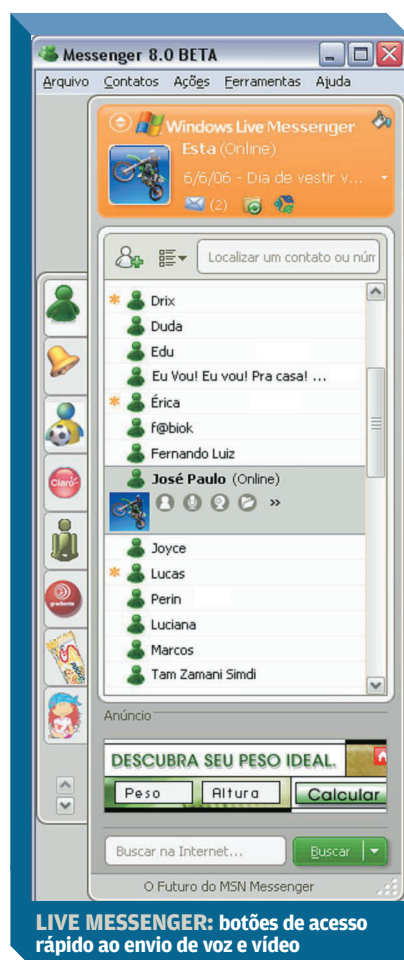 Messenger 8.0 BETA
Arquivo Contatos Ações Ferramentas Ajuda
Windows Live Messenger
Esta (Online)
6/6/06 - Dia de vestir v...
(2)
Localizar um contato ou núm
Drix
Duda
Edu
Eu Vou! Eu vou! Pra casa! ...
Érica
f@biok
Fernando Luiz
José Paulo (Online)
Joyce
Lucas
Perin
Luciana
Marcos
Tam Zamani Simdi
Claro
gradiente
Anúncio
DESCUBRA SEU PESO IDEAL.
Peso Altura Calcular
Buscar na Internet... Buscar
O Futuro do MSN Messenger
LIVE MESSENGER: botões de acesso
rápido ao envio de voz e vídeo